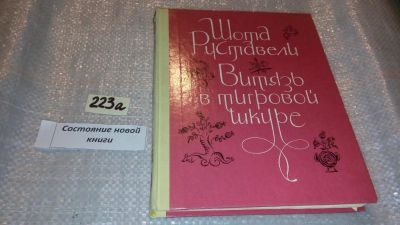 Шота
Руставели
Витязь
в тигровой
шкуре
223а
Состояние новой
книги